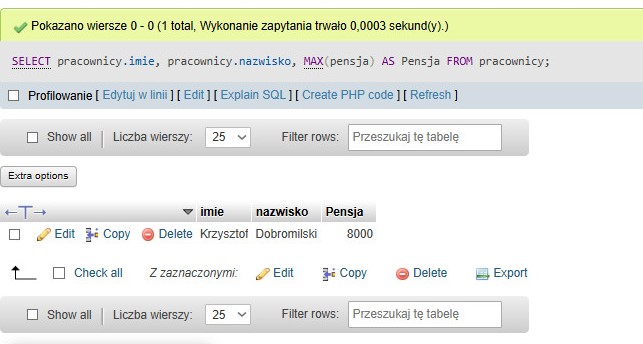 Pokazano wiersze 0 - 0 (1 total, Wykonanie zapytania trwało 0,0003 sekund(y).)
SELECT pracownicy.imie, pracownicy.nazwisko, MAX(pensja) AS Pensja FROM pracownicy;
Profilowanie [ Edytuj w linii ] [ Edit ] [ Explain SQL ] [ Create PHP code ] [ Refresh ]
Show all Liczba wierszy: 25 Filter rows: Przeszukaj tę tabelę
Extra options
←T→ imie nazwisko Pensja
Edit Copy Delete Krzysztof Dobromilski 8000
Check all Z zaznaczonymi: Edit Copy Delete Export
Show all Liczba wierszy: 25 Filter rows: Przeszukaj tę tabelę